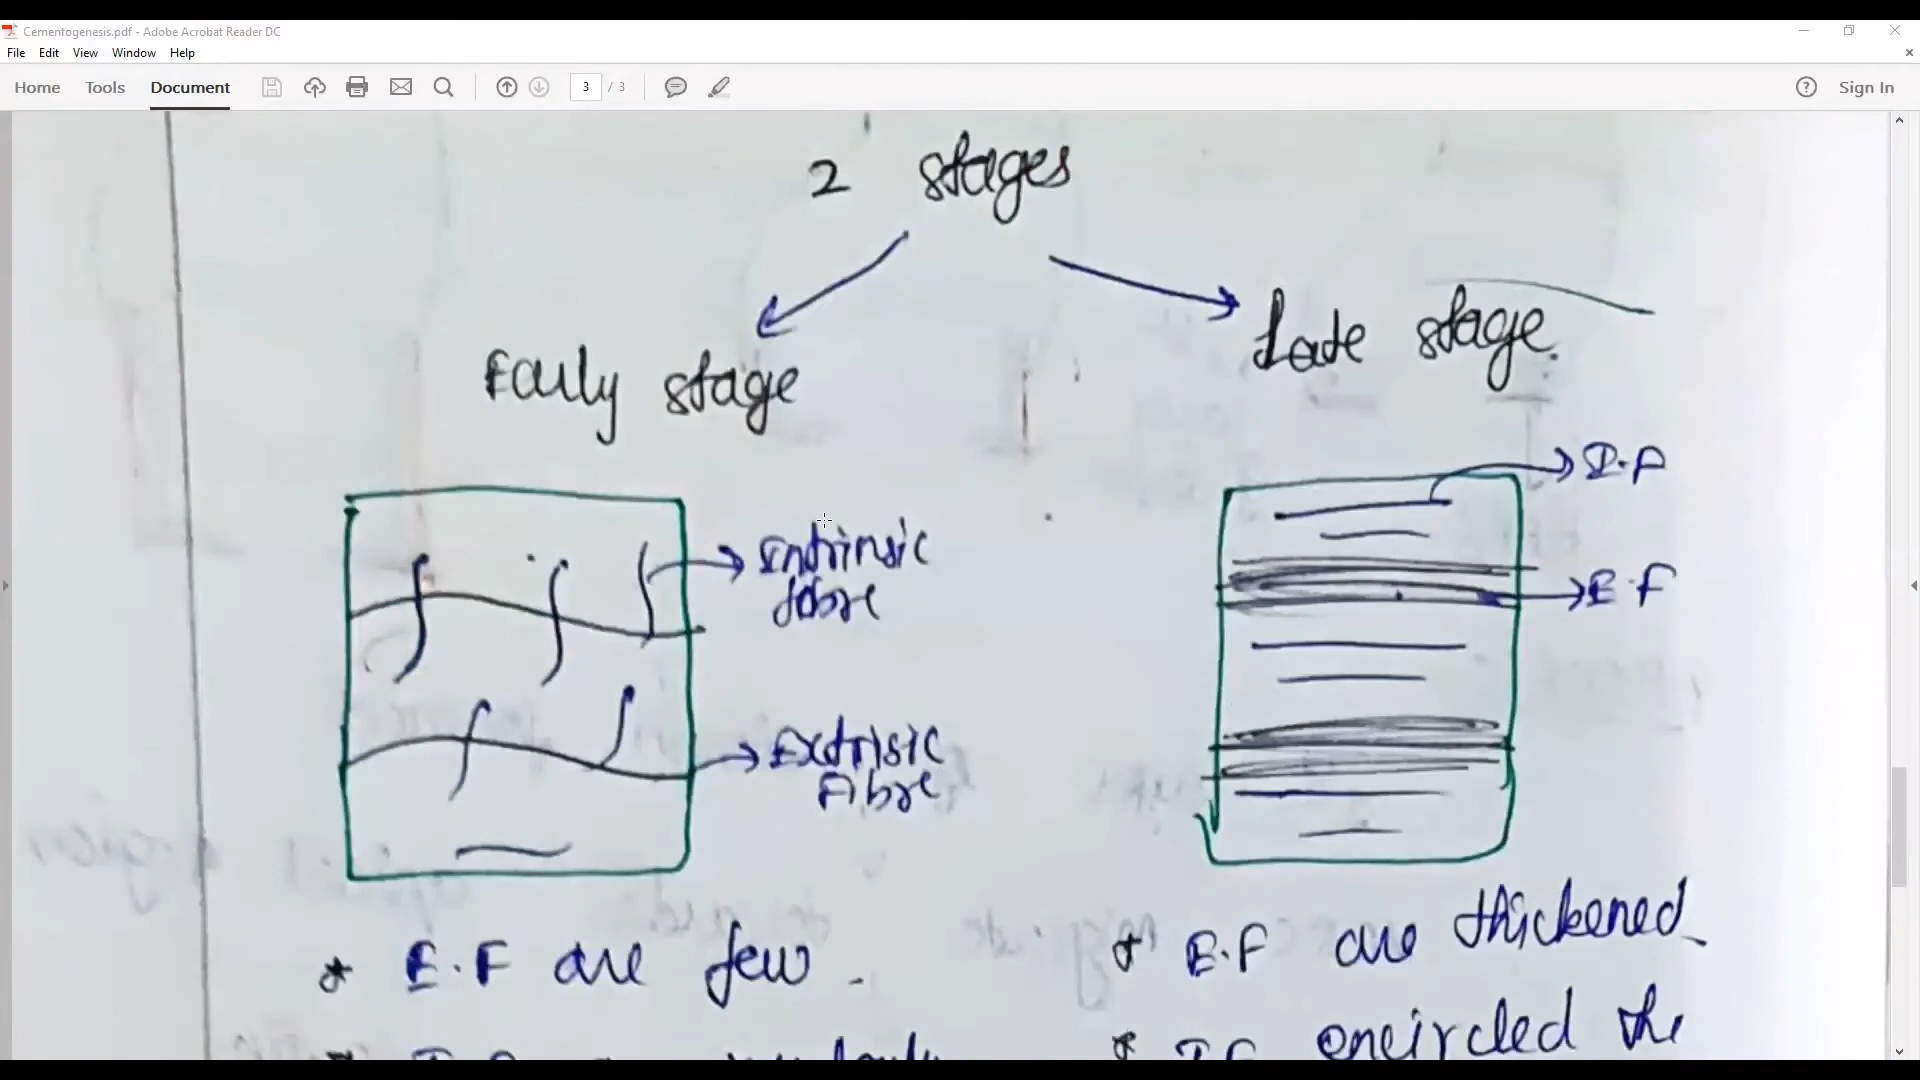 Cementogenesis.pdf - Adobe Acrobat Reader DC
File Edit View Window Help
Home Tools Document 3 / 3 Sign In
2 stages
Early stage
Late stage.
I.F
Intrinsic
fibre
E.F
Extrisic
Fibre
* E.F are few.
* E.F are thickened
* I.F encircled the